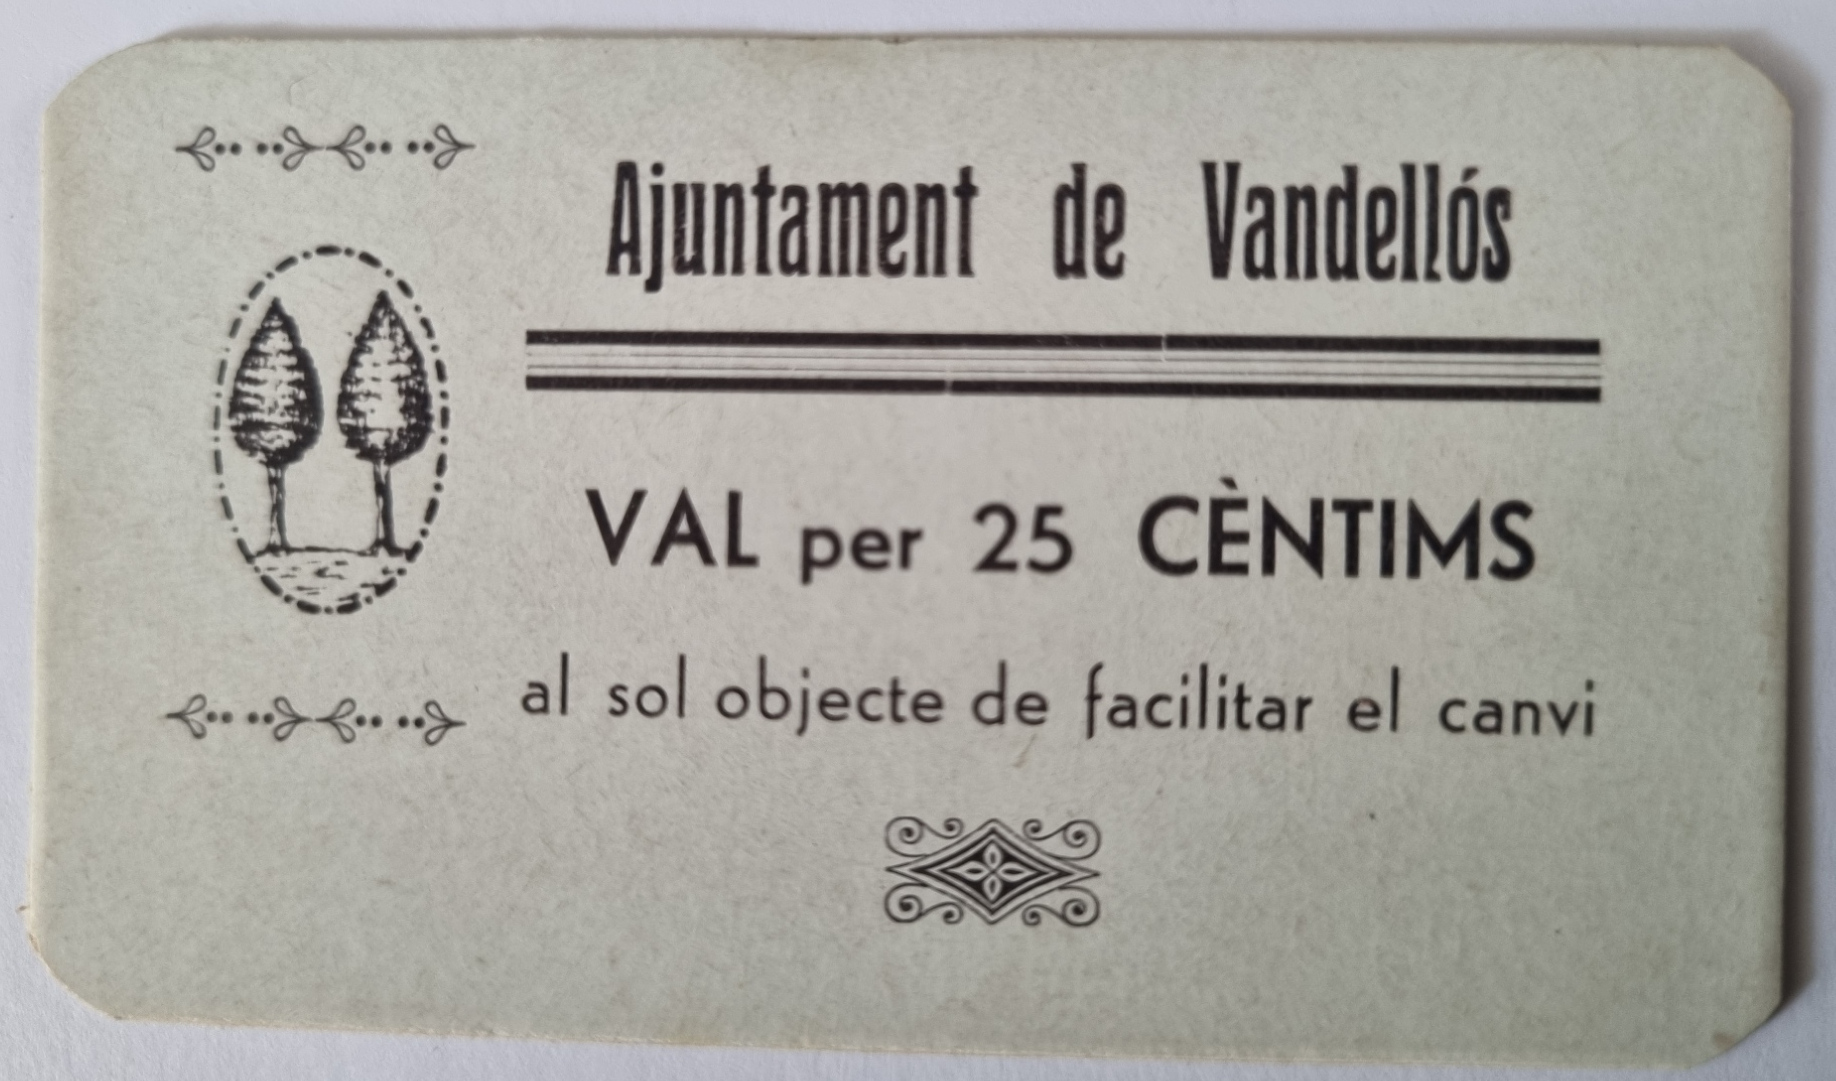 Ajuntament de Vandellós
VAL per 25 CÈNTIMS
al sol objecte de facilitar el canvi